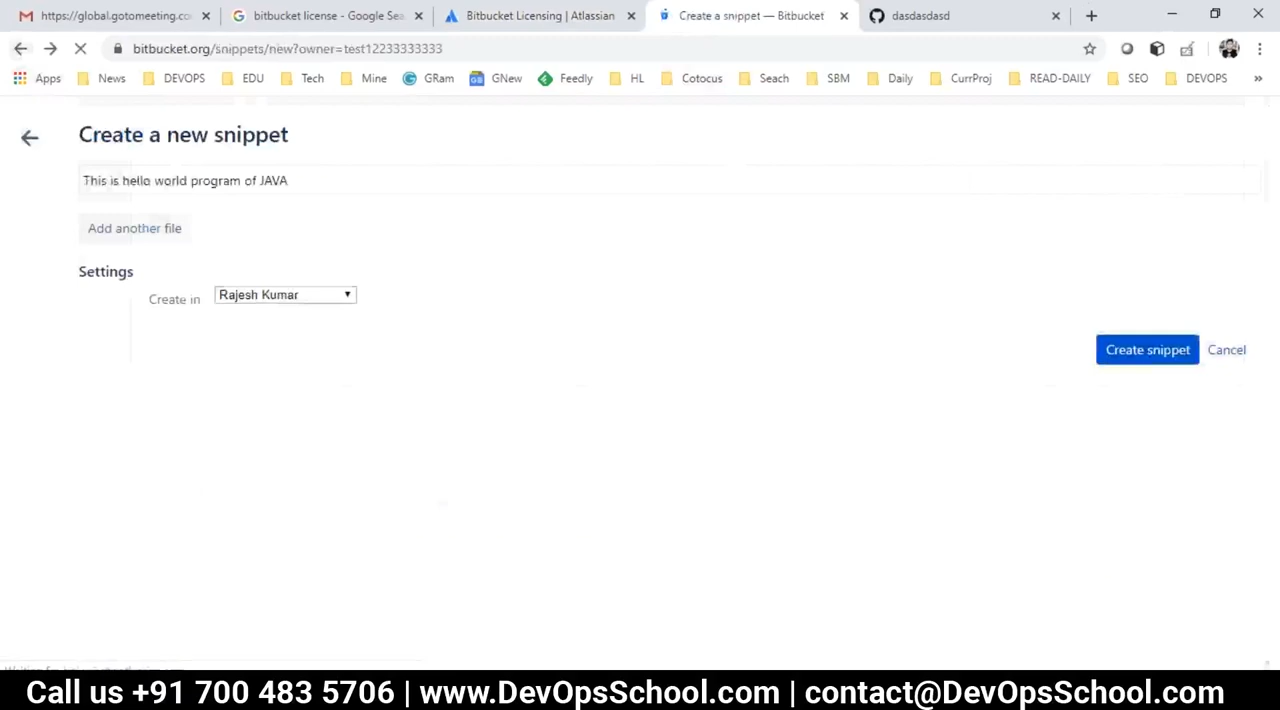 https://global.gotomeeting.co
bitbucket license - Google Sea
Bitbucket Licensing | Atlassian
Create a snippet — Bitbucket
dasdasdasd
bitbucket.org/snippets/new?owner=test12233333333
Apps
News
DEVOPS
EDU
Tech
Mine
GRam
GNew
Feedly
HL
Cotocus
Seach
SBM
Daily
CurrProj
READ-DAILY
SEO
DEVOPS
»
Create a new snippet
This is hello world program of JAVA
Add another file
Settings
Create in
Rajesh Kumar
Create snippet
Cancel
Call us +91 700 483 5706 | www.DevOpsSchool.com | contact@DevOpsSchool.com